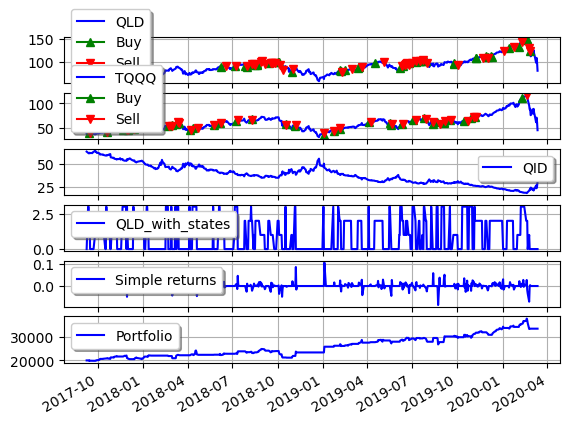 QLD
Buy
Sell
150
100
TQQQ
Buy
Sell
100
50
50
25
QID
2.5
0.0
QLD_with_states
0.1
0.0
Simple returns
30000
20000
Portfolio
2017-10
2018-01
2018-04
2018-07
2018-10
2019-01
2019-04
2019-07
2019-10
2020-01
2020-04